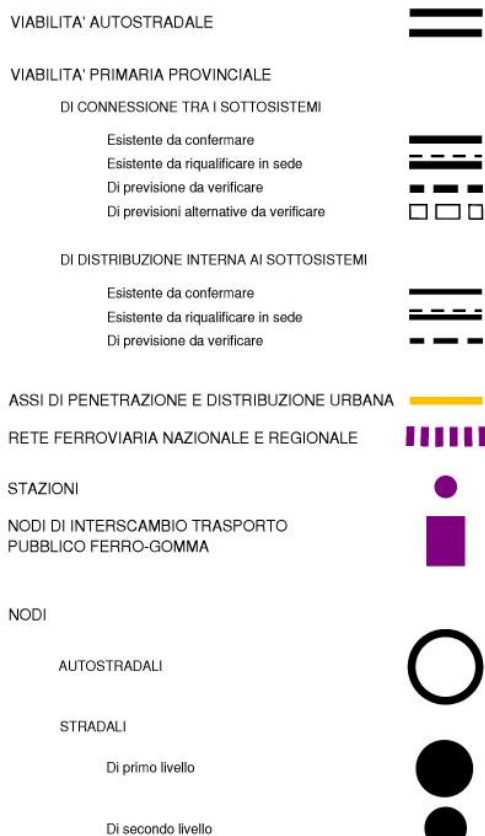 VIABILITA' AUTOSTRADALE
VIABILITA' PRIMARIA PROVINCIALE
DI CONNESSIONE TRA I SOTTOSISTEMI
Esistente da confermare
Esistente da riqualificare in sede
Di previsione da verificare
Di previsioni alternative da verificare
DI DISTRIBUZIONE INTERNA AI SOTTOSISTEMI
Esistente da confermare
Esistente da riqualificare in sede
Di previsione da verificare
ASSI DI PENETRAZIONE E DISTRIBUZIONE URBANA
RETE FERROVIARIA NAZIONALE E REGIONALE
STAZIONI
NODI DI INTERSCAMBIO TRASPORTO
PUBBLICO FERRO-GOMMA
NODI
AUTOSTRADALI
STRADALI
Di primo livello
Di secondo livello